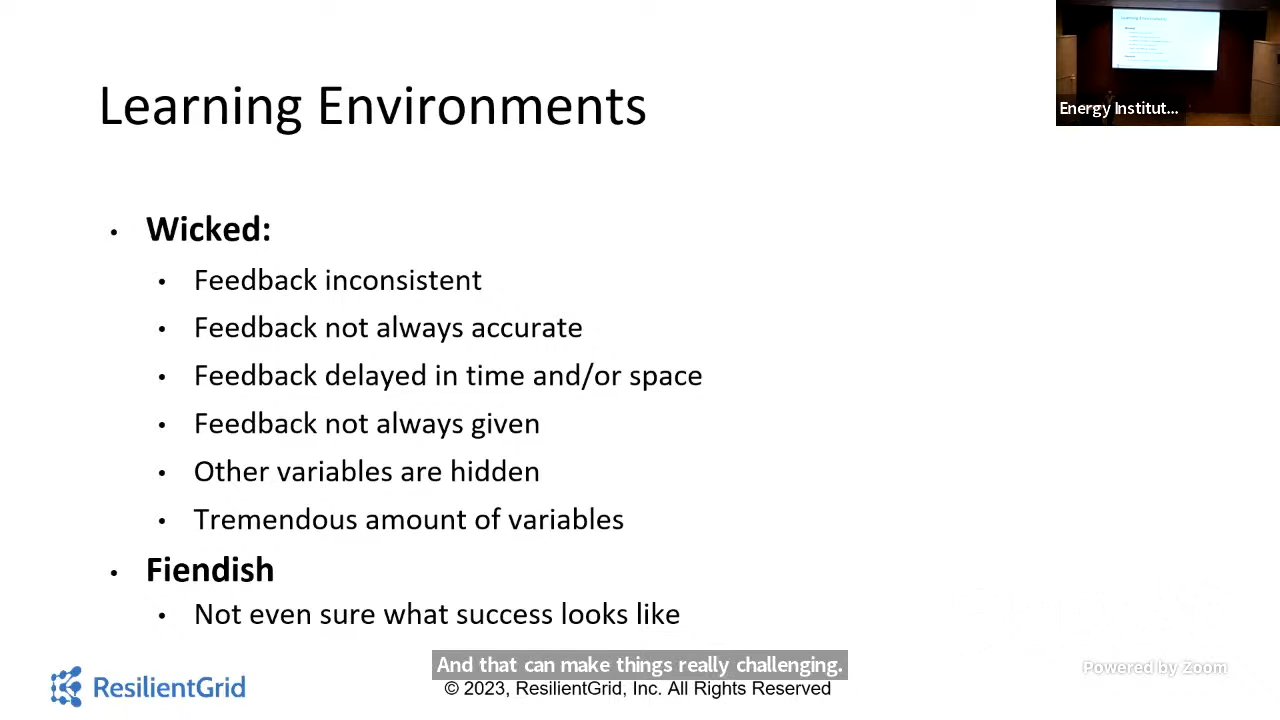 Learning Environments
Energy Institut...
Wicked:
Feedback inconsistent
Feedback not always accurate
Feedback delayed in time and/or space
Feedback not always given
Other variables are hidden
Tremendous amount of variables
Fiendish
Not even sure what success looks like
And that can make things really challenging.
Powered by Zoom
ResilientGrid
© 2023, ResilientGrid, Inc. All Rights Reserved